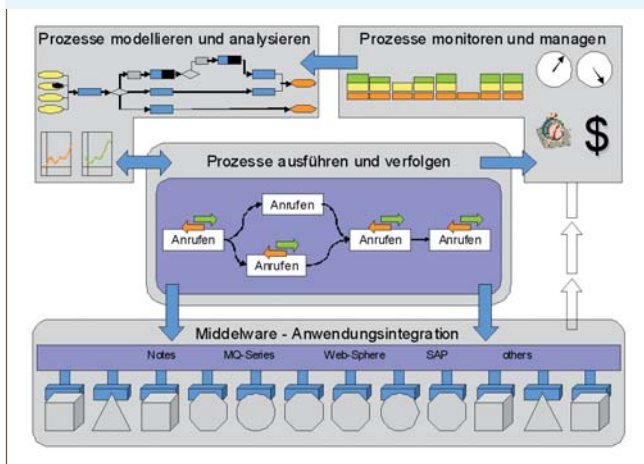 Prozesse modellieren und analysieren
Prozesse monitoren und managen
$
Prozesse ausführen und verfolgen
Anrufen
Anrufen
Anrufen
Anrufen
Anrufen
Middelware - Anwendungsintegration
Notes MQ-Series Web-Sphere SAP others